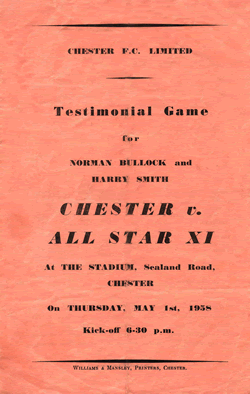 CHESTER F.C. LIMITED
Testimonial Game
for
NORMAN BULLOCK and
HARRY SMITH
CHESTER v.
ALL STAR XI
At THE STADIUM, Sealand Road,
CHESTER
On THURSDAY, MAY 1st, 1958
Kick-off 6-30 p.m.
WILLIAMS & MANSLEY, PRINTERS, CHESTER.